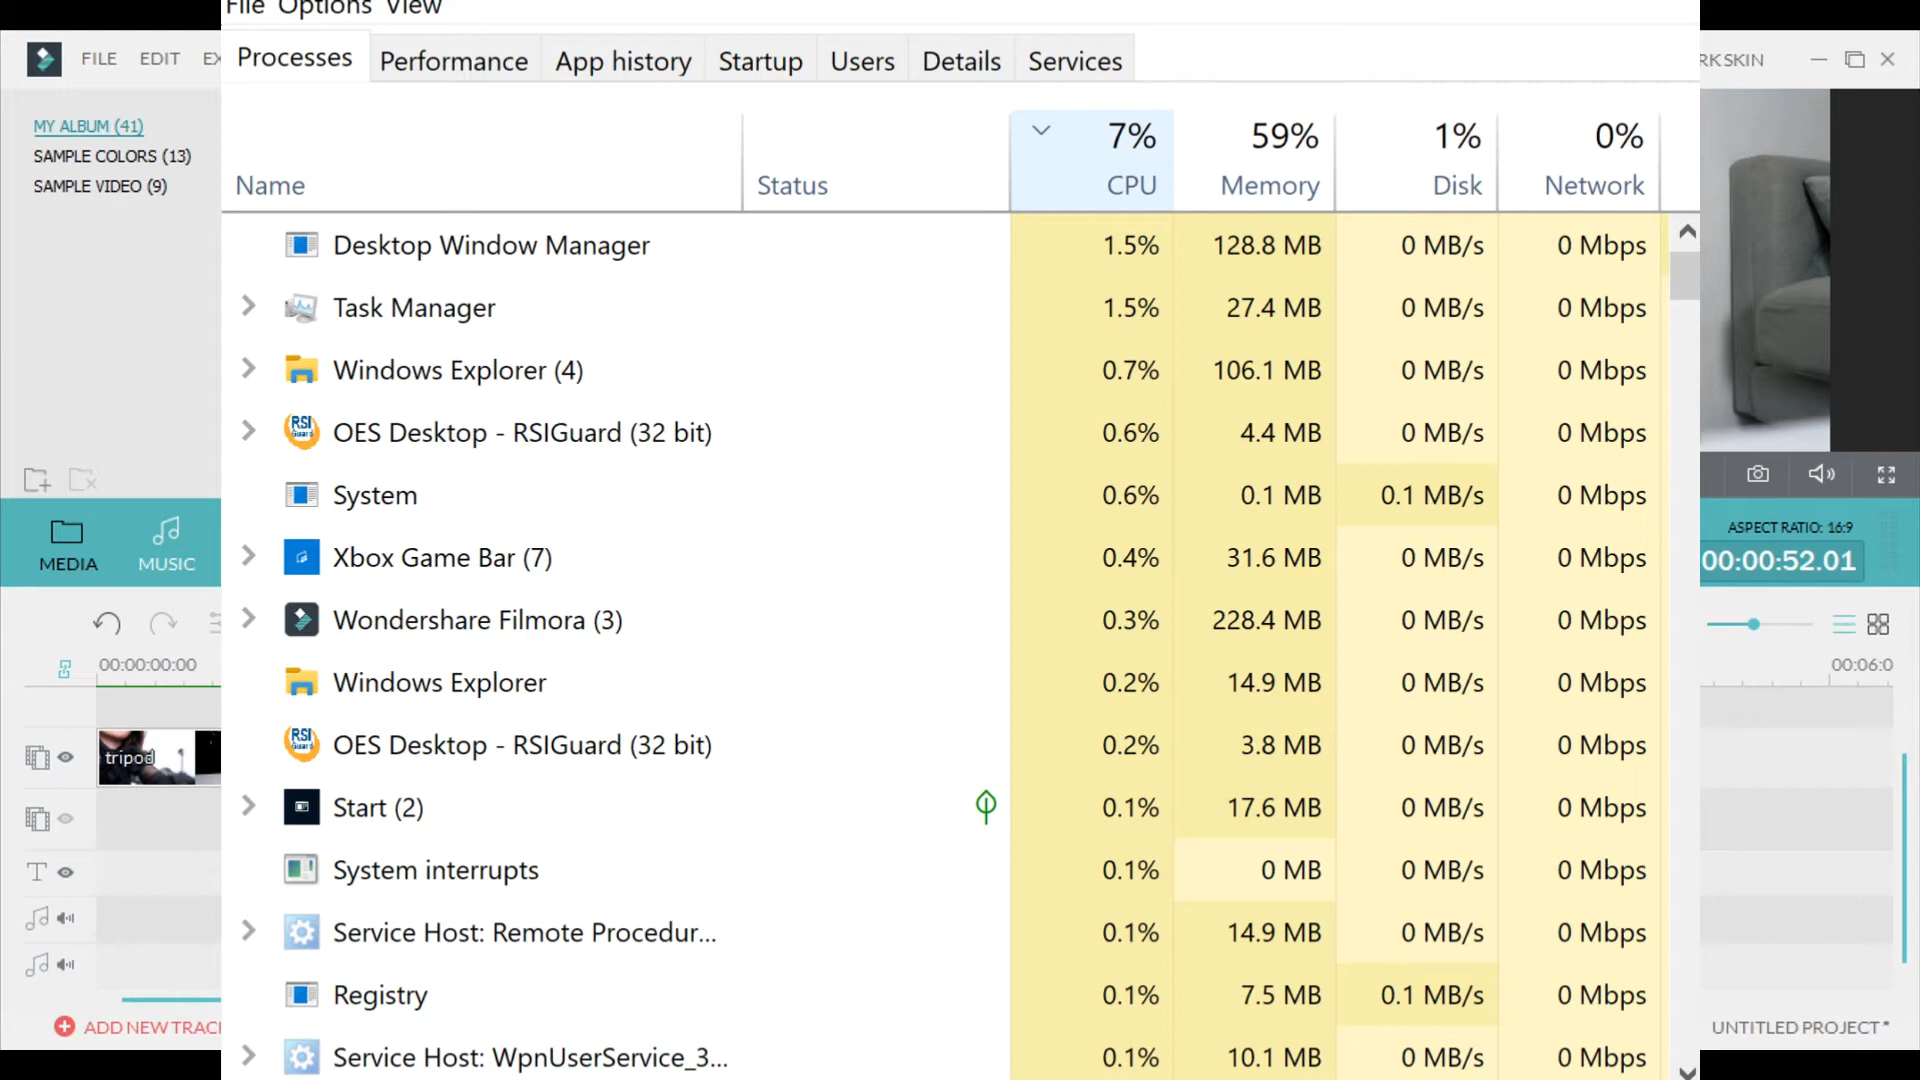 File Options View
FILE EDIT EX
RK SKIN
Processes Performance App history Startup Users Details Services
MY ALBUM (41)
SAMPLE COLORS (13)
SAMPLE VIDEO (9)
7% 59% 1% 0%
Name Status CPU Memory Disk Network
Desktop Window Manager 1.5% 128.8 MB 0 MB/s 0 Mbps
Task Manager 1.5% 27.4 MB 0 MB/s 0 Mbps
Windows Explorer (4) 0.7% 106.1 MB 0 MB/s 0 Mbps
RSI Guard OES Desktop - RSIGuard (32 bit) 0.6% 4.4 MB 0 MB/s 0 Mbps
System 0.6% 0.1 MB 0.1 MB/s 0 Mbps
Xbox Game Bar (7) 0.4% 31.6 MB 0 MB/s 0 Mbps
Wondershare Filmora (3) 0.3% 228.4 MB 0 MB/s 0 Mbps
Windows Explorer 0.2% 14.9 MB 0 MB/s 0 Mbps
RSI Guard OES Desktop - RSIGuard (32 bit) 0.2% 3.8 MB 0 MB/s 0 Mbps
Start (2) 0.1% 17.6 MB 0 MB/s 0 Mbps
System interrupts 0.1% 0 MB 0 MB/s 0 Mbps
Service Host: Remote Procedur... 0.1% 14.9 MB 0 MB/s 0 Mbps
Registry 0.1% 7.5 MB 0.1 MB/s 0 Mbps
Service Host: WpnUserService_3... 0.1% 10.1 MB 0 MB/s 0 Mbps
MEDIA MUSIC
00:00:00:00
tripod
T
ADD NEW TRACK
ASPECT RATIO: 16:9
00:00:52.01
00:06:0
UNTITLED PROJECT *